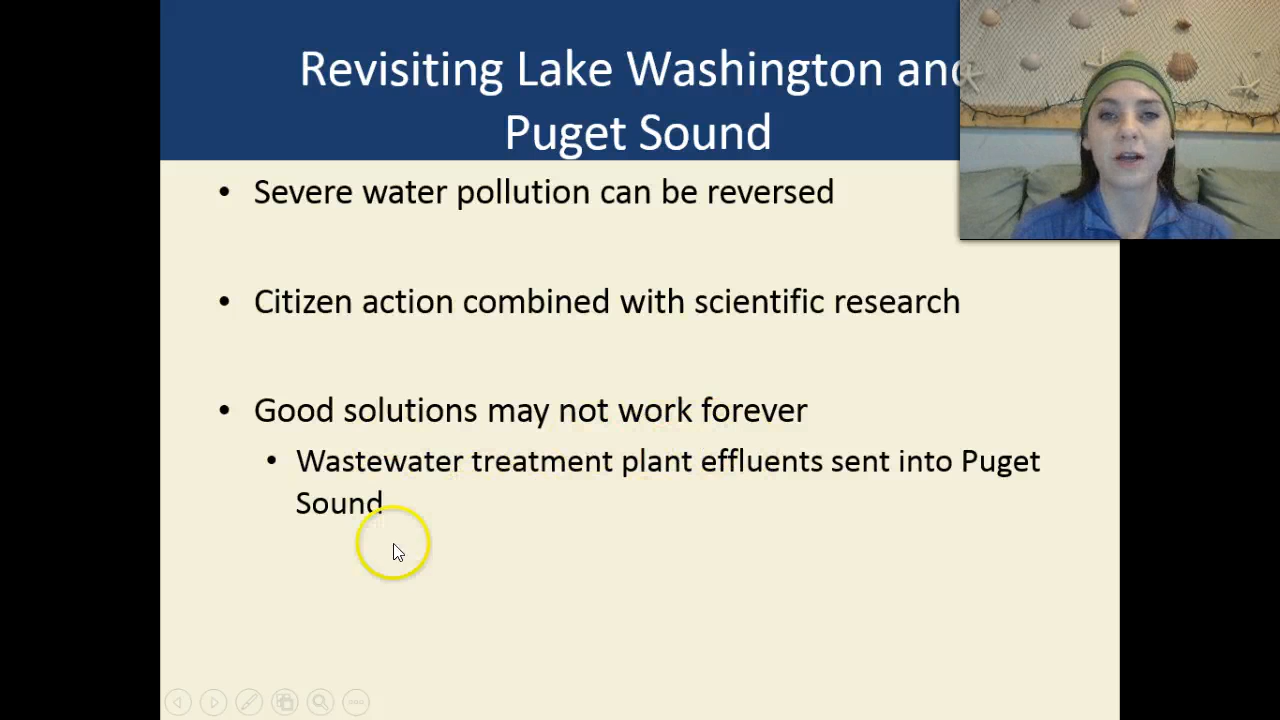 Revisiting Lake Washington and
Puget Sound
• Severe water pollution can be reversed
• Citizen action combined with scientific research
• Good solutions may not work forever
• Wastewater treatment plant effluents sent into Puget
Sound